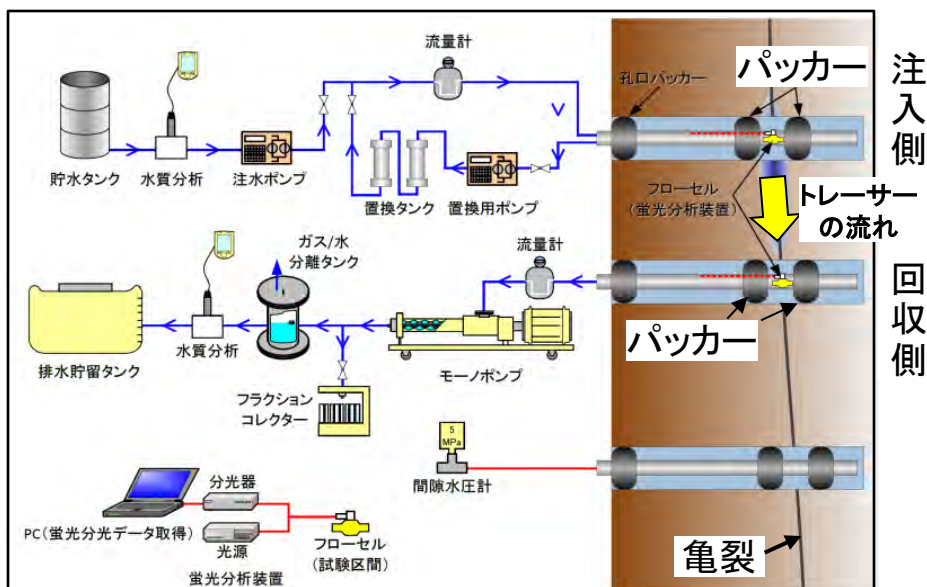 流量計
孔口パッカー
パッカー
注入側
貯水タンク
水質分析
注水ポンプ
置換タンク
置換用ポンプ
フローセル
(蛍光分析装置)
トレーサー
の流れ
ガス/水
分離タンク
流量計
回収側
パッカー
排水貯留タンク
水質分析
モーノポンプ
フラクション
コレクター
5
MPa
間隙水圧計
分光器
PC(蛍光分光データ取得)
光源
フローセル
(試験区間)
蛍光分析装置
亀裂